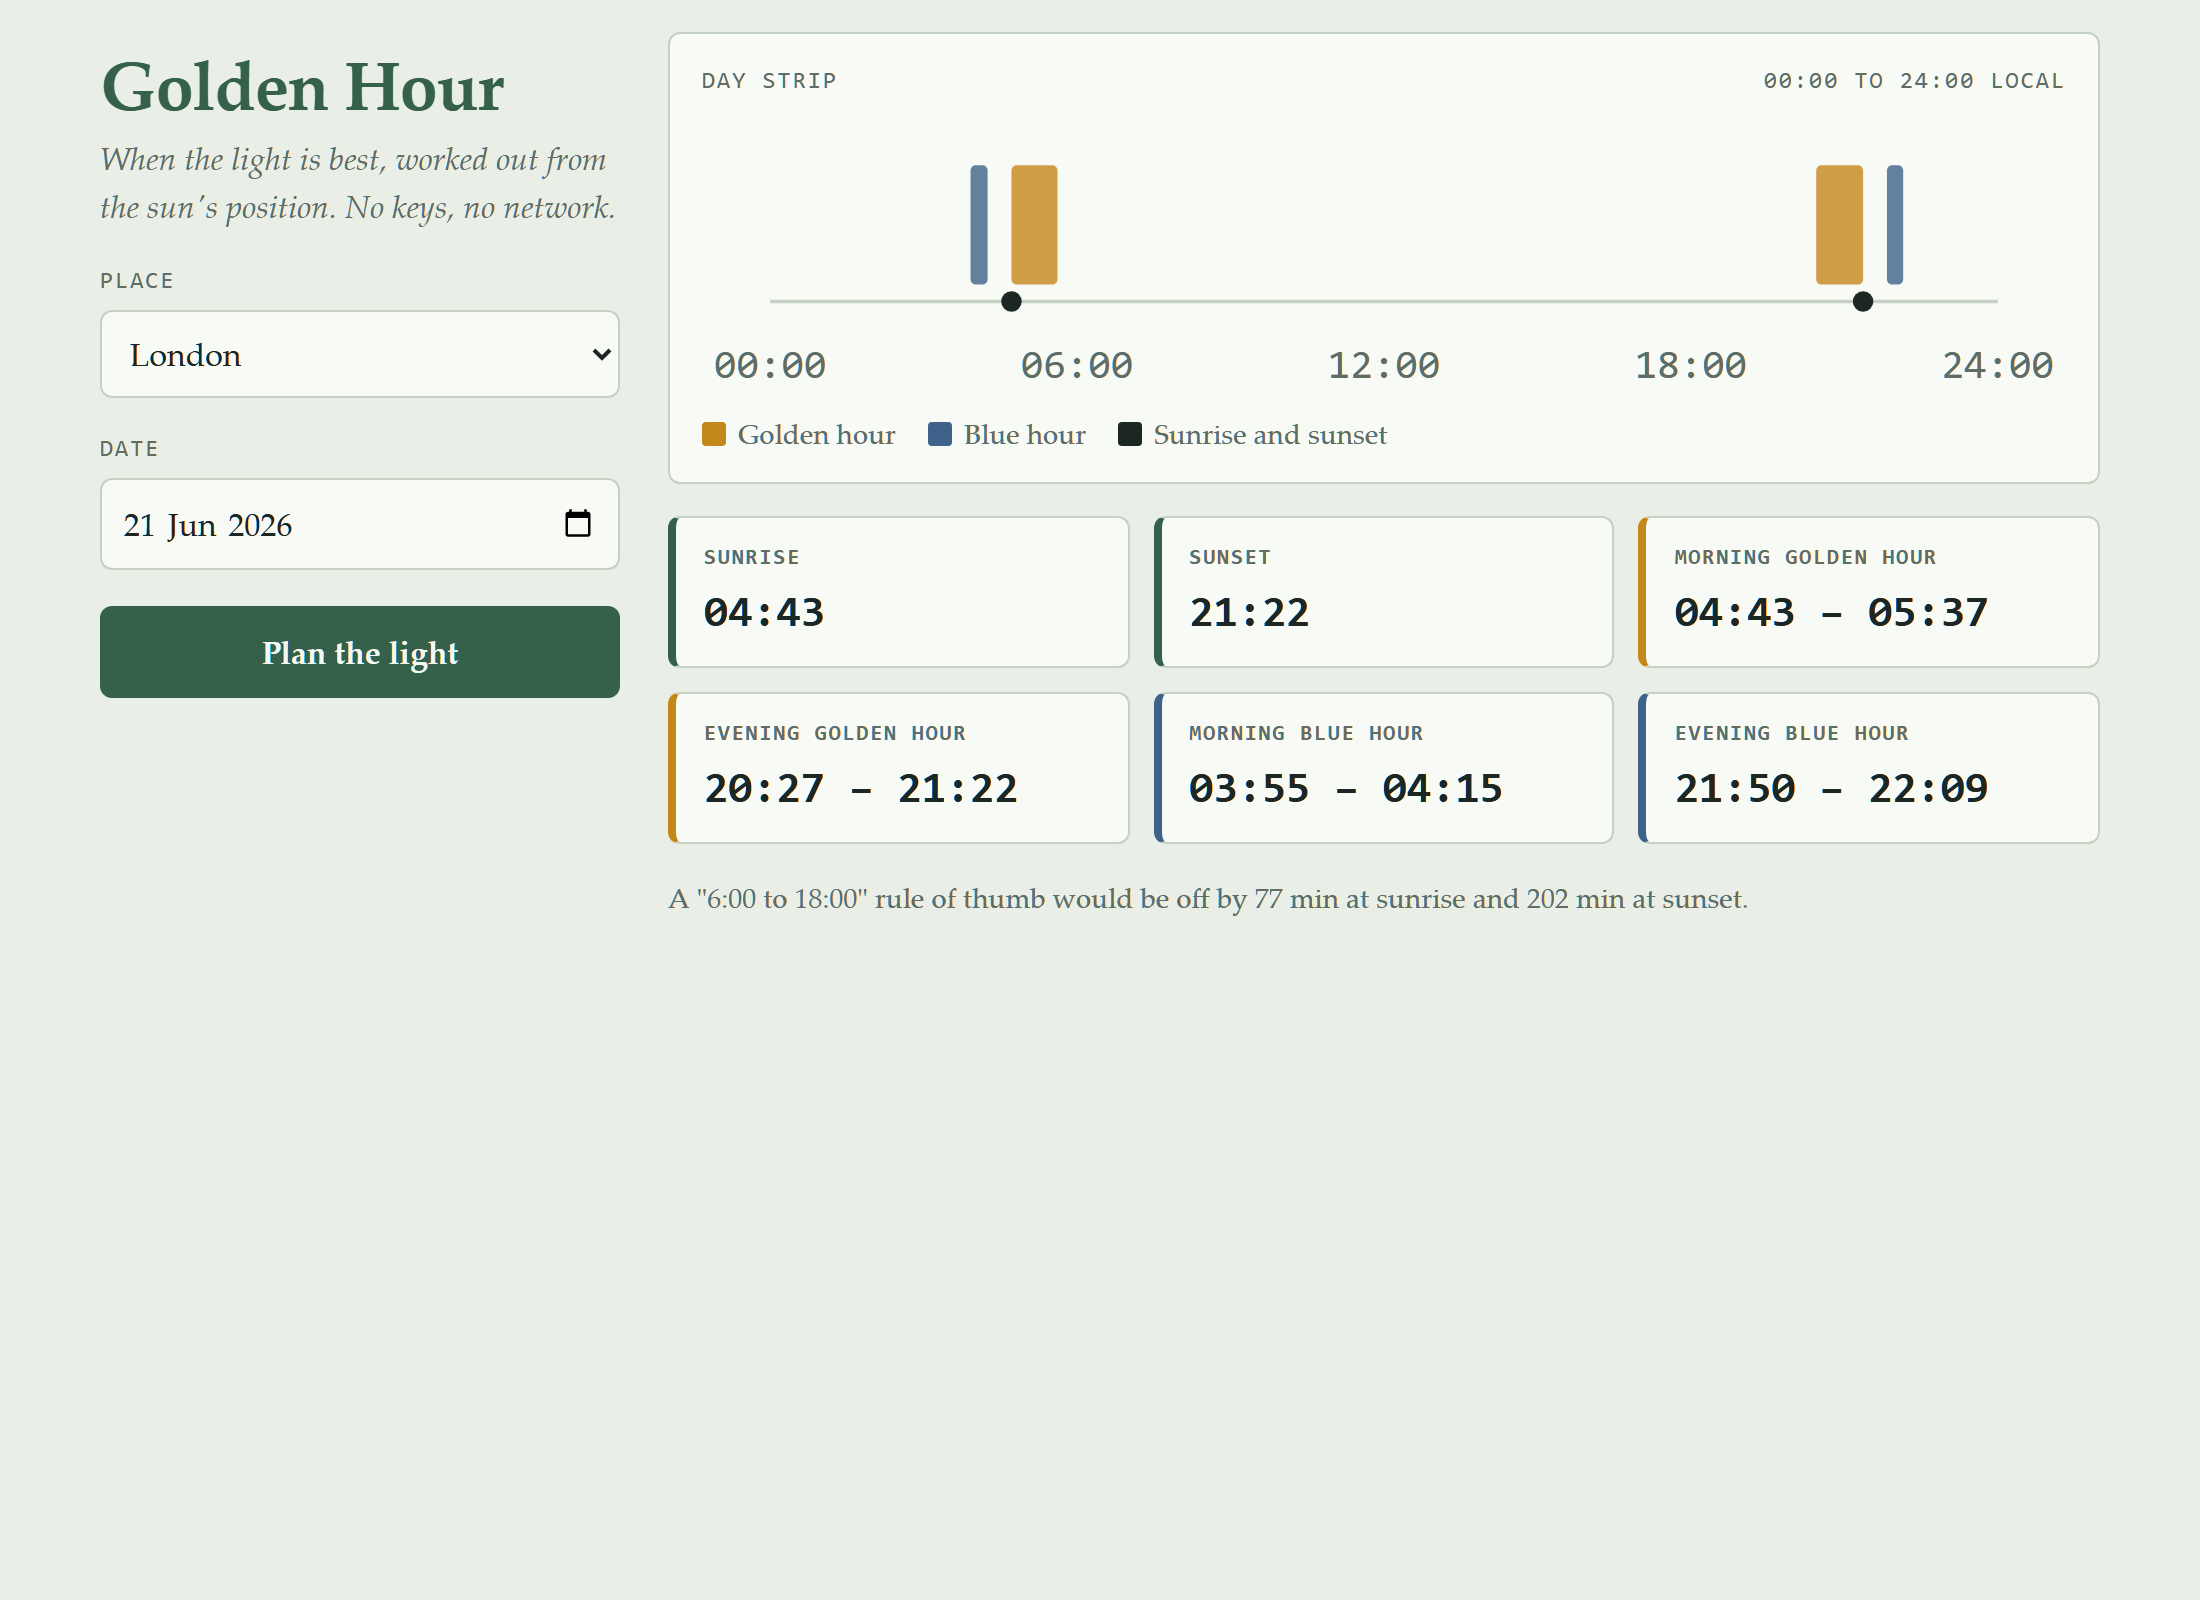 Golden Hour
When the light is best, worked out from
the sun's position. No keys, no network.
PLACE
London
DATE
21 Jun 2026
Plan the light
DAY STRIP
00:00 TO 24:00 LOCAL
00:00 06:00 12:00 18:00 24:00
Golden hour Blue hour Sunrise and sunset
SUNRISE
04:43
SUNSET
21:22
MORNING GOLDEN HOUR
04:43 – 05:37
EVENING GOLDEN HOUR
20:27 – 21:22
MORNING BLUE HOUR
03:55 – 04:15
EVENING BLUE HOUR
21:50 – 22:09
A "6:00 to 18:00" rule of thumb would be off by 77 min at sunrise and 202 min at sunset.